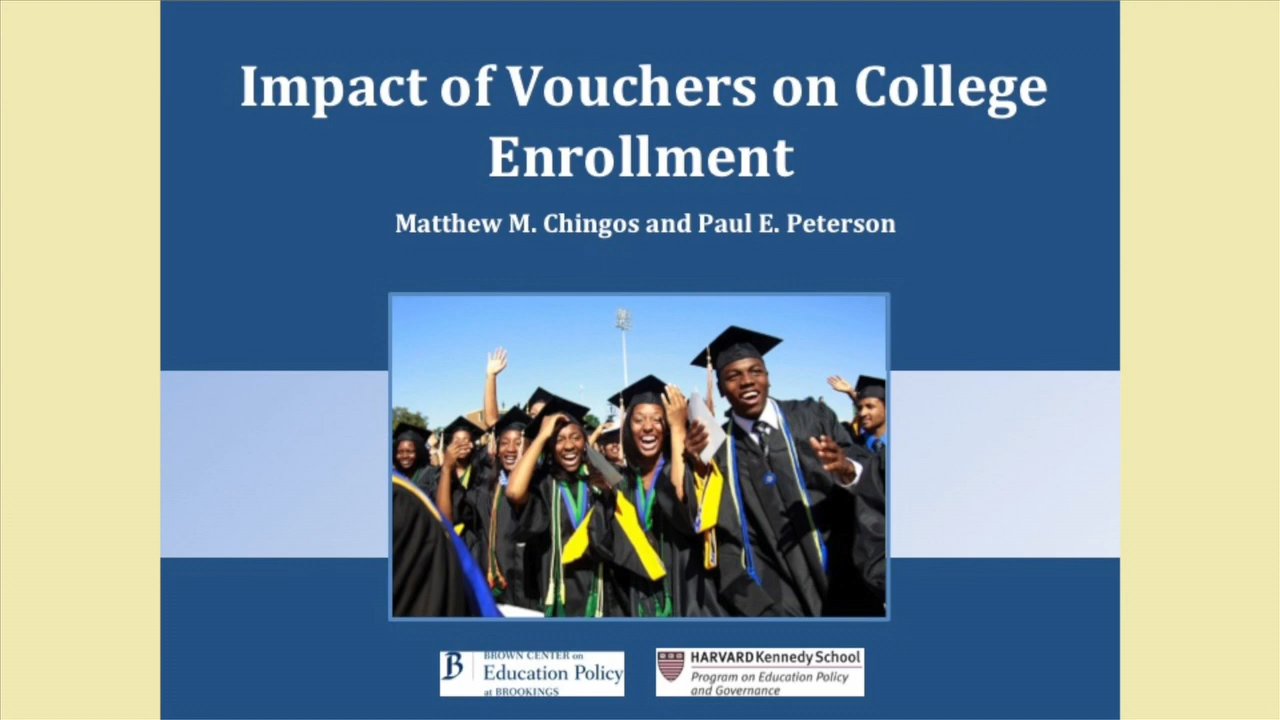 Impact of Vouchers on College
Enrollment
Matthew M. Chingos and Paul E. Peterson
B
BROWN CENTER on
Education Policy
at BROOKINGS
HARVARD Kennedy School
Program on Education Policy
and Governance